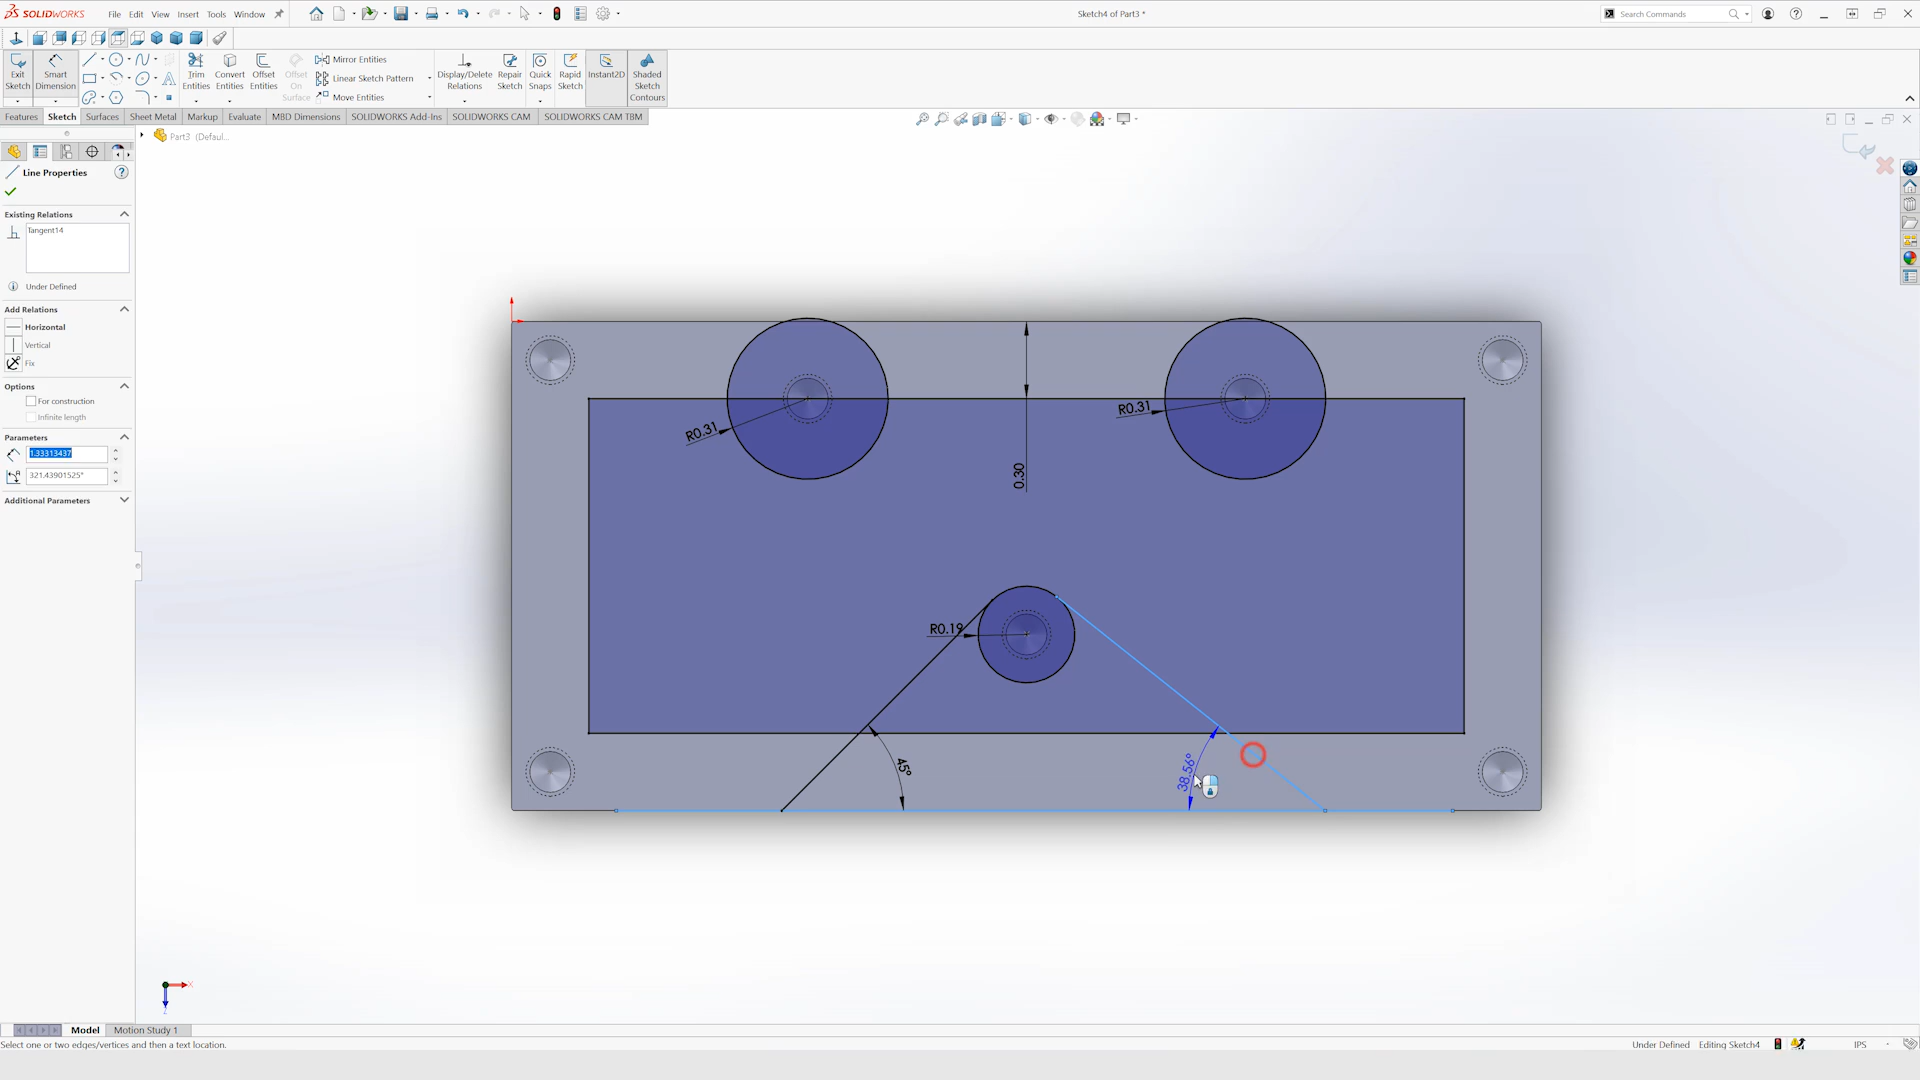 SOLIDWORKS
File Edit View Insert Tools Window
Sketch4 of Part3 *
Search Commands
Exit Sketch
Smart Dimension
Trim Entities
Convert Entities
Offset Entities
Offset On Surface
Mirror Entities
Linear Sketch Pattern
Move Entities
Display/Delete Relations
Repair Sketch
Quick Snaps
Rapid Sketch
Instant2D
Shaded Sketch Contours
Features Sketch Surfaces Sheet Metal Markup Evaluate MBD Dimensions SOLIDWORKS Add-Ins SOLIDWORKS CAM SOLIDWORKS CAM TBM
Part3 (Defaul...
Line Properties
Existing Relations
Tangent14
Under Defined
Add Relations
Horizontal
Vertical
Fix
Options
For construction
Infinite length
Parameters
1.33313437
321.43901525°
Additional Parameters
R0.31
R0.31
0.30
R0.19
45°
38.56°
Model Motion Study 1
Select one or two edges/vertices and then a text location.
Under Defined Editing Sketch4 IPS